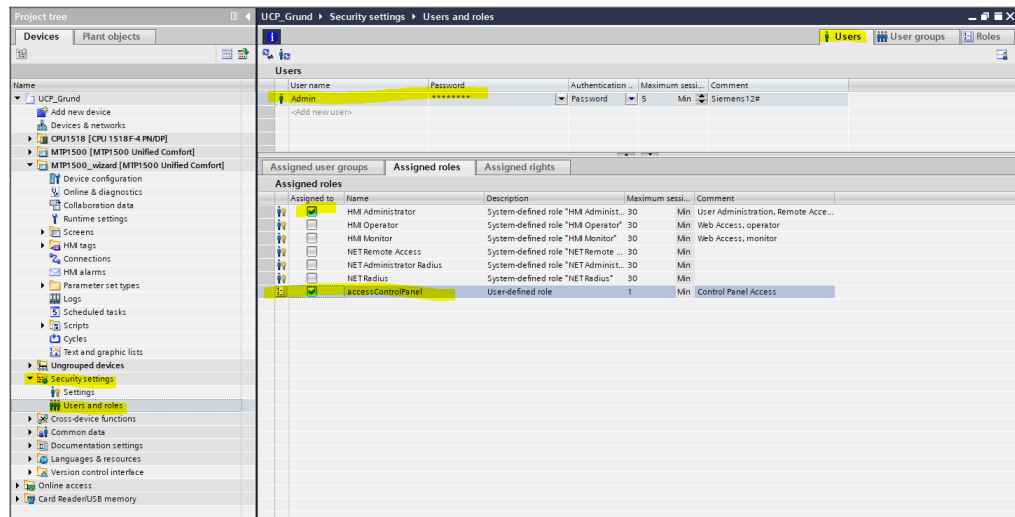 Project tree
UCP_Grund ▸ Security settings ▸ Users and roles
Devices
Plant objects
Users
User groups
Roles
Name
UCP_Grund
Add new device
Devices & networks
CPU1518 [CPU 1518F-4 PN/DP]
MTP1500 [MTP1500 Unified Comfort]
MTP1500_wizard [MTP1500 Unified Comfort]
Device configuration
Online & diagnostics
Collaboration data
Runtime settings
Screens
HMI tags
Connections
HMI alarms
Parameter set types
Logs
Scheduled tasks
Scripts
Cycles
Text and graphic lists
Ungrouped devices
Security settings
Settings
Users and roles
Cross-device functions
Common data
Documentation settings
Languages & resources
Version control interface
Online access
Card Reader/USB memory
Users
User name Password Authentication .. Maximum sessi... Comment
Admin ******** Password 5 Min Siemens12#
<Add new user>
Assigned user groups
Assigned roles
Assigned rights
Assigned roles
Assigned to Name Description Maximum sessi... Comment
HMI Administrator System-defined role "HMI Administ... 30 Min User Administration, Remote Acce...
HMI Operator System-defined role "HMI Operator" 30 Min Web Access, operator
HMI Monitor System-defined role "HMI Monitor" 30 Min Web Access, monitor
NET Remote Access System-defined role "NET Remote ... 30 Min
NET Administrator Radius System-defined role "NET Administ... 30 Min
NET Radius System-defined role "NET Radius" 30 Min
accessControlPanel User-defined role 1 Min Control Panel Access